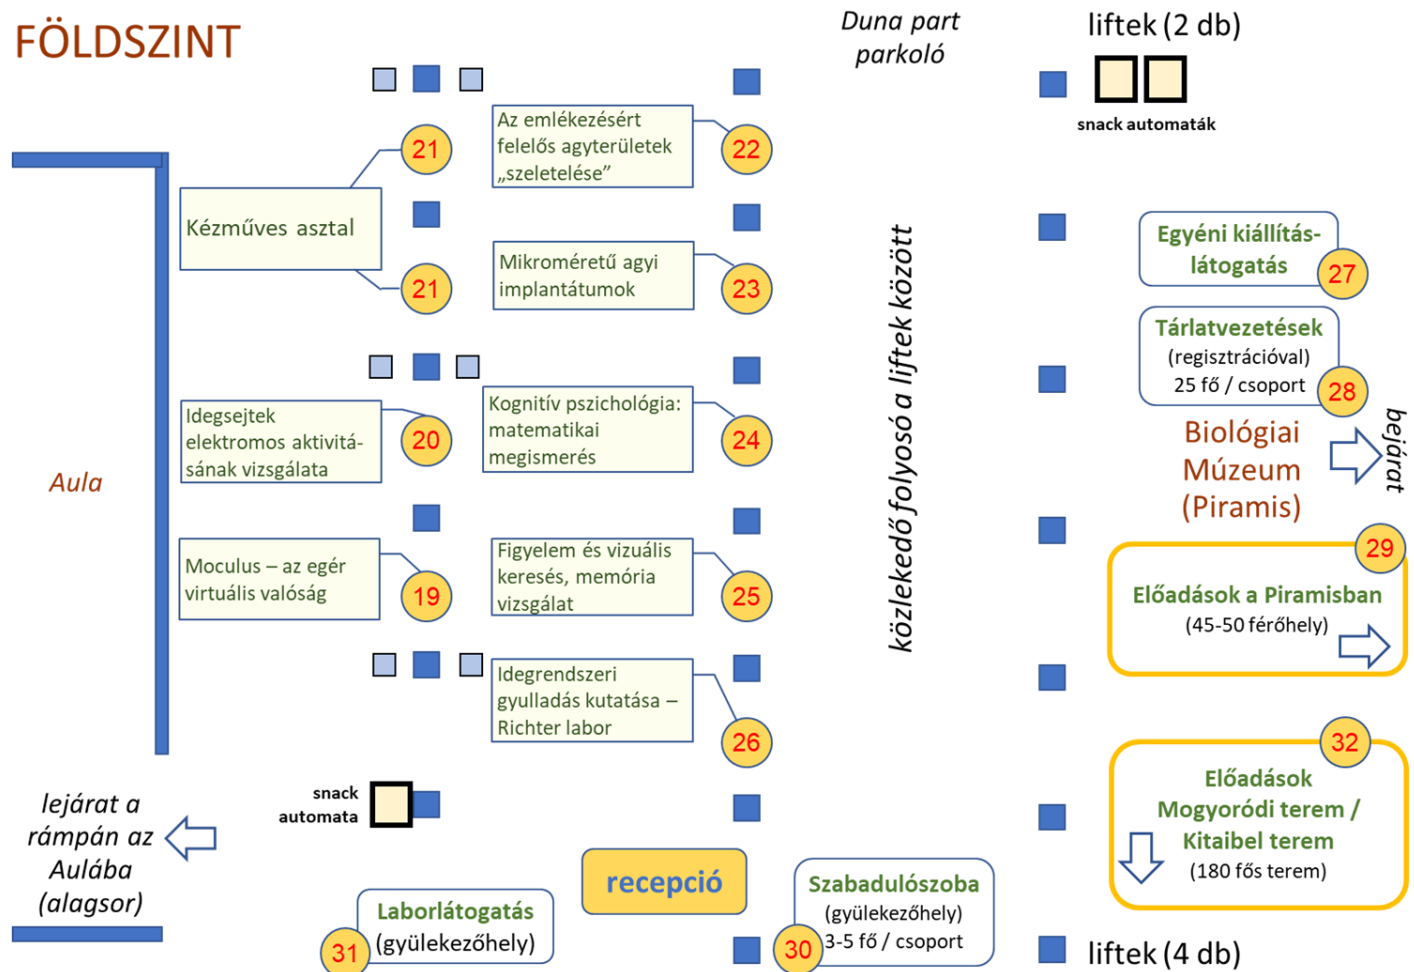 FÖLDSZINT
Duna part
parkoló
liftek (2 db)
snack automaták
Az emlékezésért
felelős agyterületek
„szeletelése”
21
22
Kézműves asztal
21
Mikroméretű agyi
implantátumok
23
közlekedő folyosó a liftek között
Egyéni kiállítás-
látogatás
27
Tárlatvezetések
(regisztrációval)
25 fő / csoport
28
Idegsejtek
elektromos aktivitá-
sának vizsgálata
20
Kognitív pszichológia:
matematikai
megismerés
24
Biológiai
Múzeum
(Piramis)
bejárat
Aula
Moculus – az egér
virtuális valóság
19
Figyelem és vizuális
keresés, memória
vizsgálat
25
29
Előadások a Piramisban
(45-50 férőhely)
Idegrendszeri
gyulladás kutatása –
Richter labor
26
32
Előadások
Mogyoródi terem /
Kitaibel terem
(180 fős terem)
lejárat a
rámpán az
Aulába
(alagsor)
snack
automata
recepció
Laborlátogatás
(gyülekezőhely)
31
Szabadulószoba
(gyülekezőhely)
3-5 fő / csoport
30
liftek (4 db)